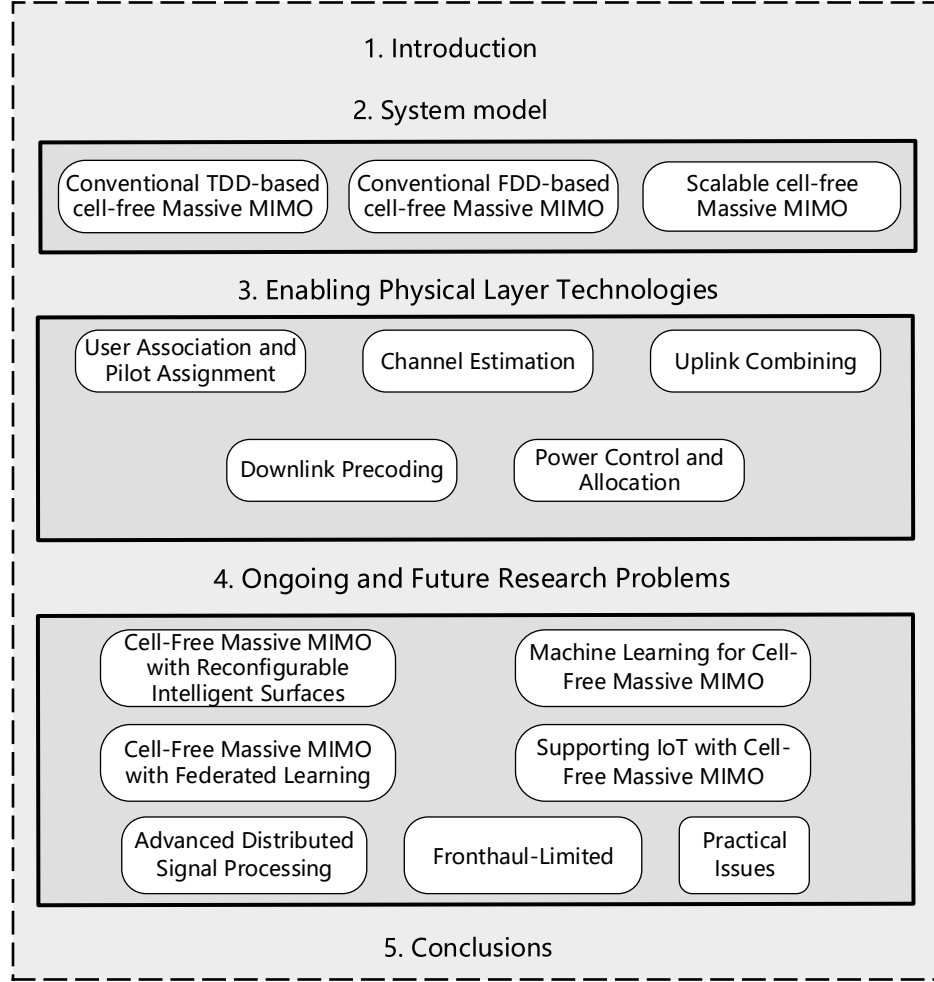 1. Introduction
2. System model
Conventional TDD-based
cell-free Massive MIMO
Conventional FDD-based
cell-free Massive MIMO
Scalable cell-free
Massive MIMO
3. Enabling Physical Layer Technologies
User Association and
Pilot Assignment
Channel Estimation
Uplink Combining
Downlink Precoding
Power Control and
Allocation
4. Ongoing and Future Research Problems
Cell-Free Massive MIMO
with Reconfigurable
Intelligent Surfaces
Machine Learning for Cell-
Free Massive MIMO
Cell-Free Massive MIMO
with Federated Learning
Supporting IoT with Cell-
Free Massive MIMO
Advanced Distributed
Signal Processing
Fronthaul-Limited
Practical
Issues
5. Conclusions